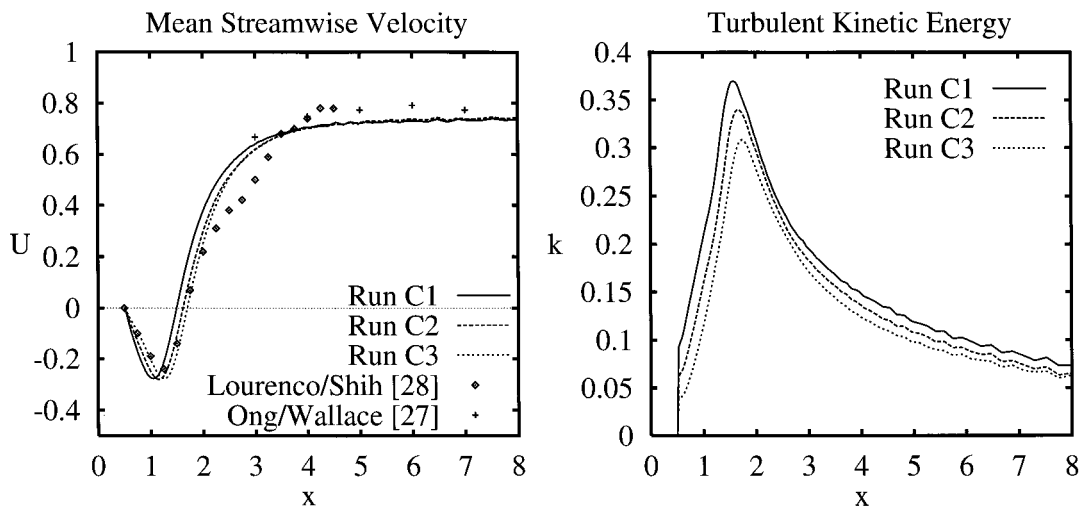 Mean Streamwise Velocity
1
0.8
0.6
0.4
U
0.2
0
-0.2
-0.4
Run C1
Run C2
Run C3
Lourenco/Shih [28]
Ong/Wallace [27]
0 1 2 3 4 5 6 7 8
x
Turbulent Kinetic Energy
0.4
0.35
0.3
0.25
k
0.2
0.15
0.1
0.05
0
Run C1
Run C2
Run C3
0 1 2 3 4 5 6 7 8
x